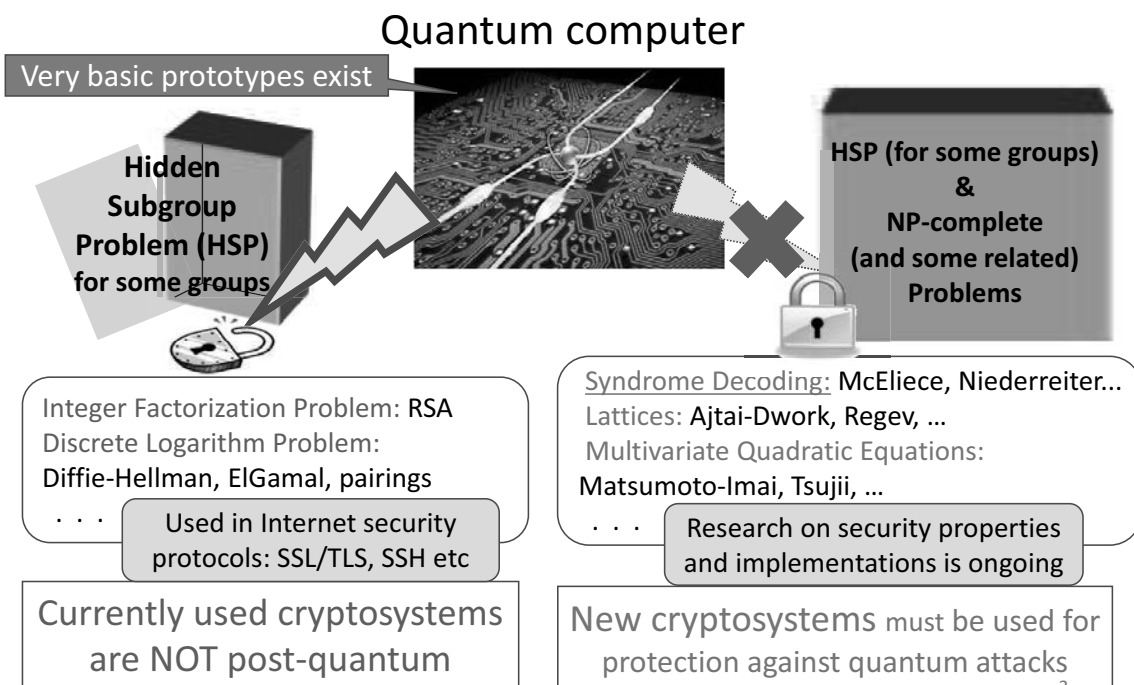 Quantum computer
Very basic prototypes exist
Hidden
Subgroup
Problem (HSP)
for some groups
HSP (for some groups)
&
NP-complete
(and some related)
Problems
Integer Factorization Problem: RSA
Discrete Logarithm Problem:
Diffie-Hellman, ElGamal, pairings
. . .
Used in Internet security
protocols: SSL/TLS, SSH etc
Currently used cryptosystems
are NOT post-quantum
Syndrome Decoding: McEliece, Niederreiter...
Lattices: Ajtai-Dwork, Regev, …
Multivariate Quadratic Equations:
Matsumoto-Imai, Tsujii, …
. . .
Research on security properties
and implementations is ongoing
New cryptosystems must be used for
protection against quantum attacks